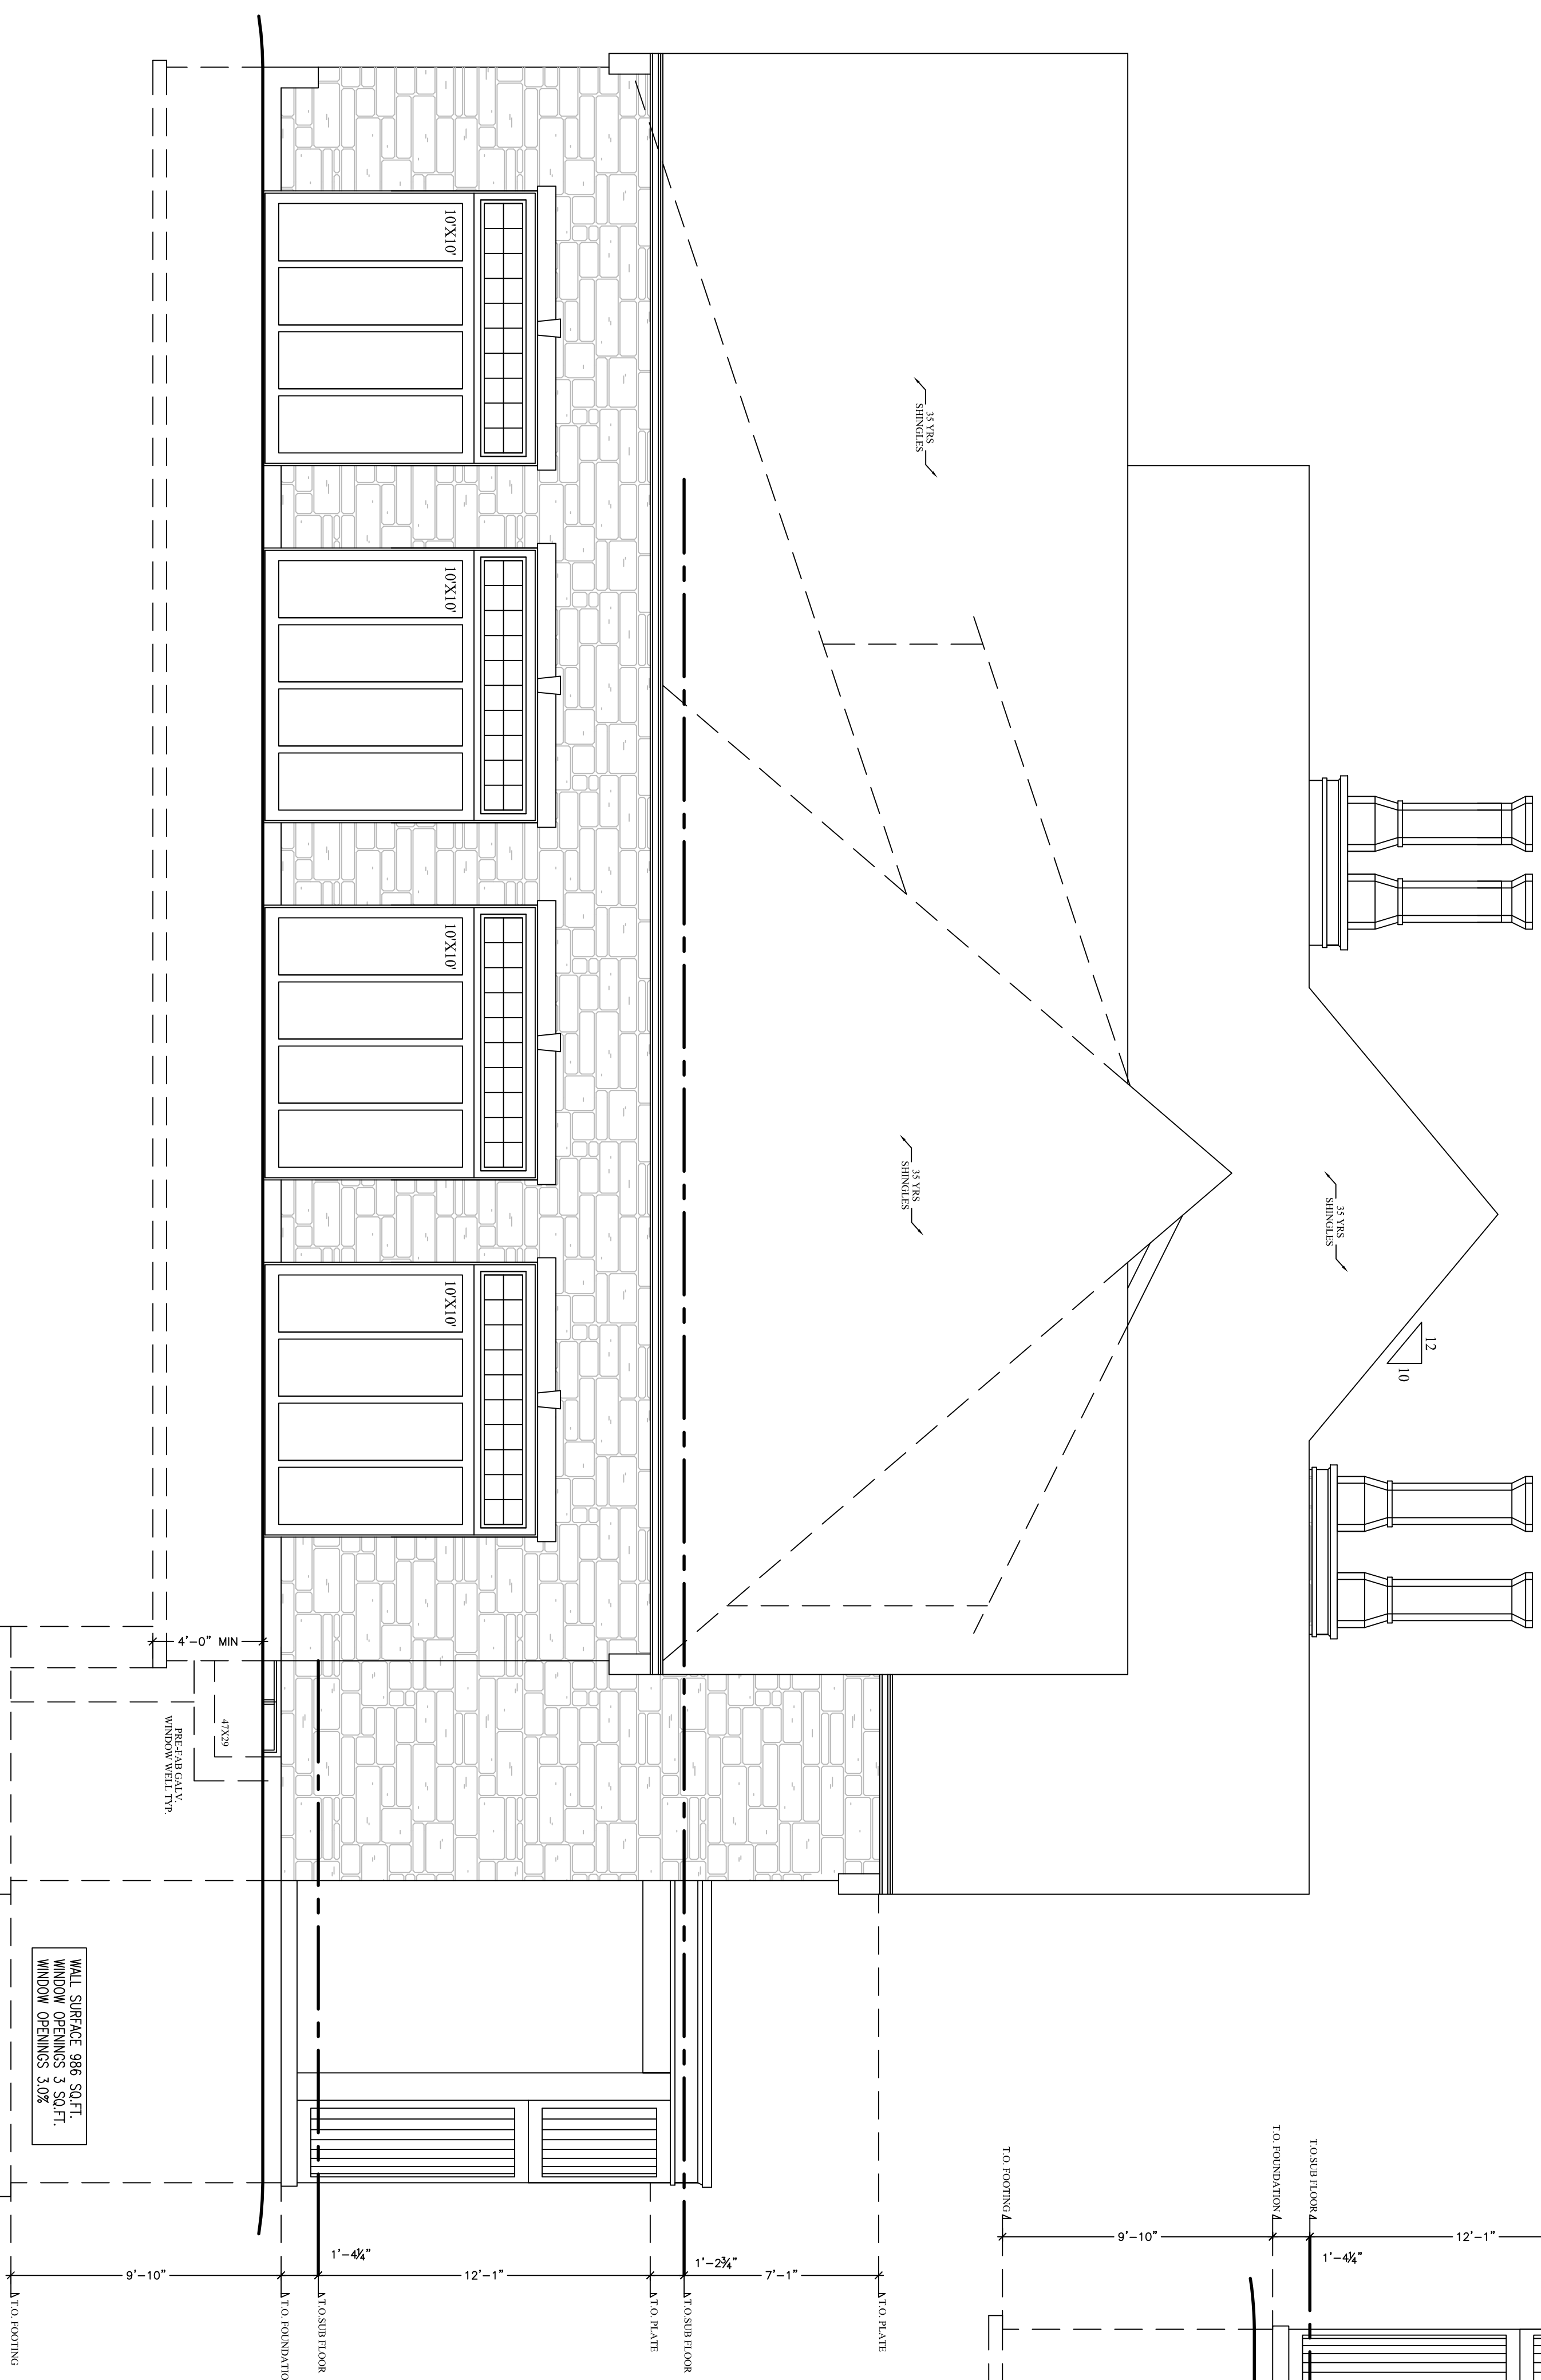 35 YRS
SHINGLES
12
10
35 YRS
SHINGLES
35 YRS
SHINGLES
10'X10'
10'X10'
10'X10'
10'X10'
4'-0" MIN
47X29
PRE-FAB GALV.
WINDOW WELL TYP.
WALL SURFACE 986 SQ.FT.
WINDOW OPENINGS 3 SQ.FT.
WINDOW OPENINGS 3.0%
T.O. PLATE
7'-1"
T.O.SUB FLOOR
1'-2¾"
T.O. PLATE
12'-1"
T.O.SUB FLOOR
1'-4¼"
T.O. FOUNDATIO
9'-10"
T.O. FOOTING
12'-1"
T.O.SUB FLOOR
1'-4¼"
T.O. FOUNDATION
9'-10"
T.O. FOOTING